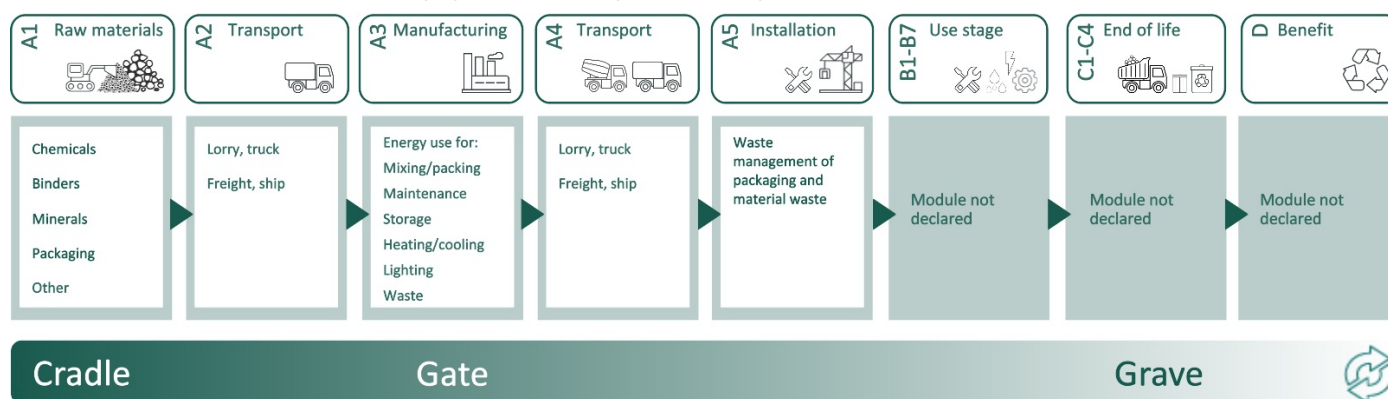 A1 Raw materials
A2 Transport
A3 Manufacturing
A4 Transport
A5 Installation
B1-B7 Use stage
C1-C4 End of life
D Benefit
Chemicals
Binders
Minerals
Packaging
Other
Lorry, truck
Freight, ship
Energy use for:
Mixing/packing
Maintenance
Storage
Heating/cooling
Lighting
Waste
Lorry, truck
Freight, ship
Waste
management of
packaging and
material waste
Module not
declared
Module not
declared
Module not
declared
Cradle
Gate
Grave